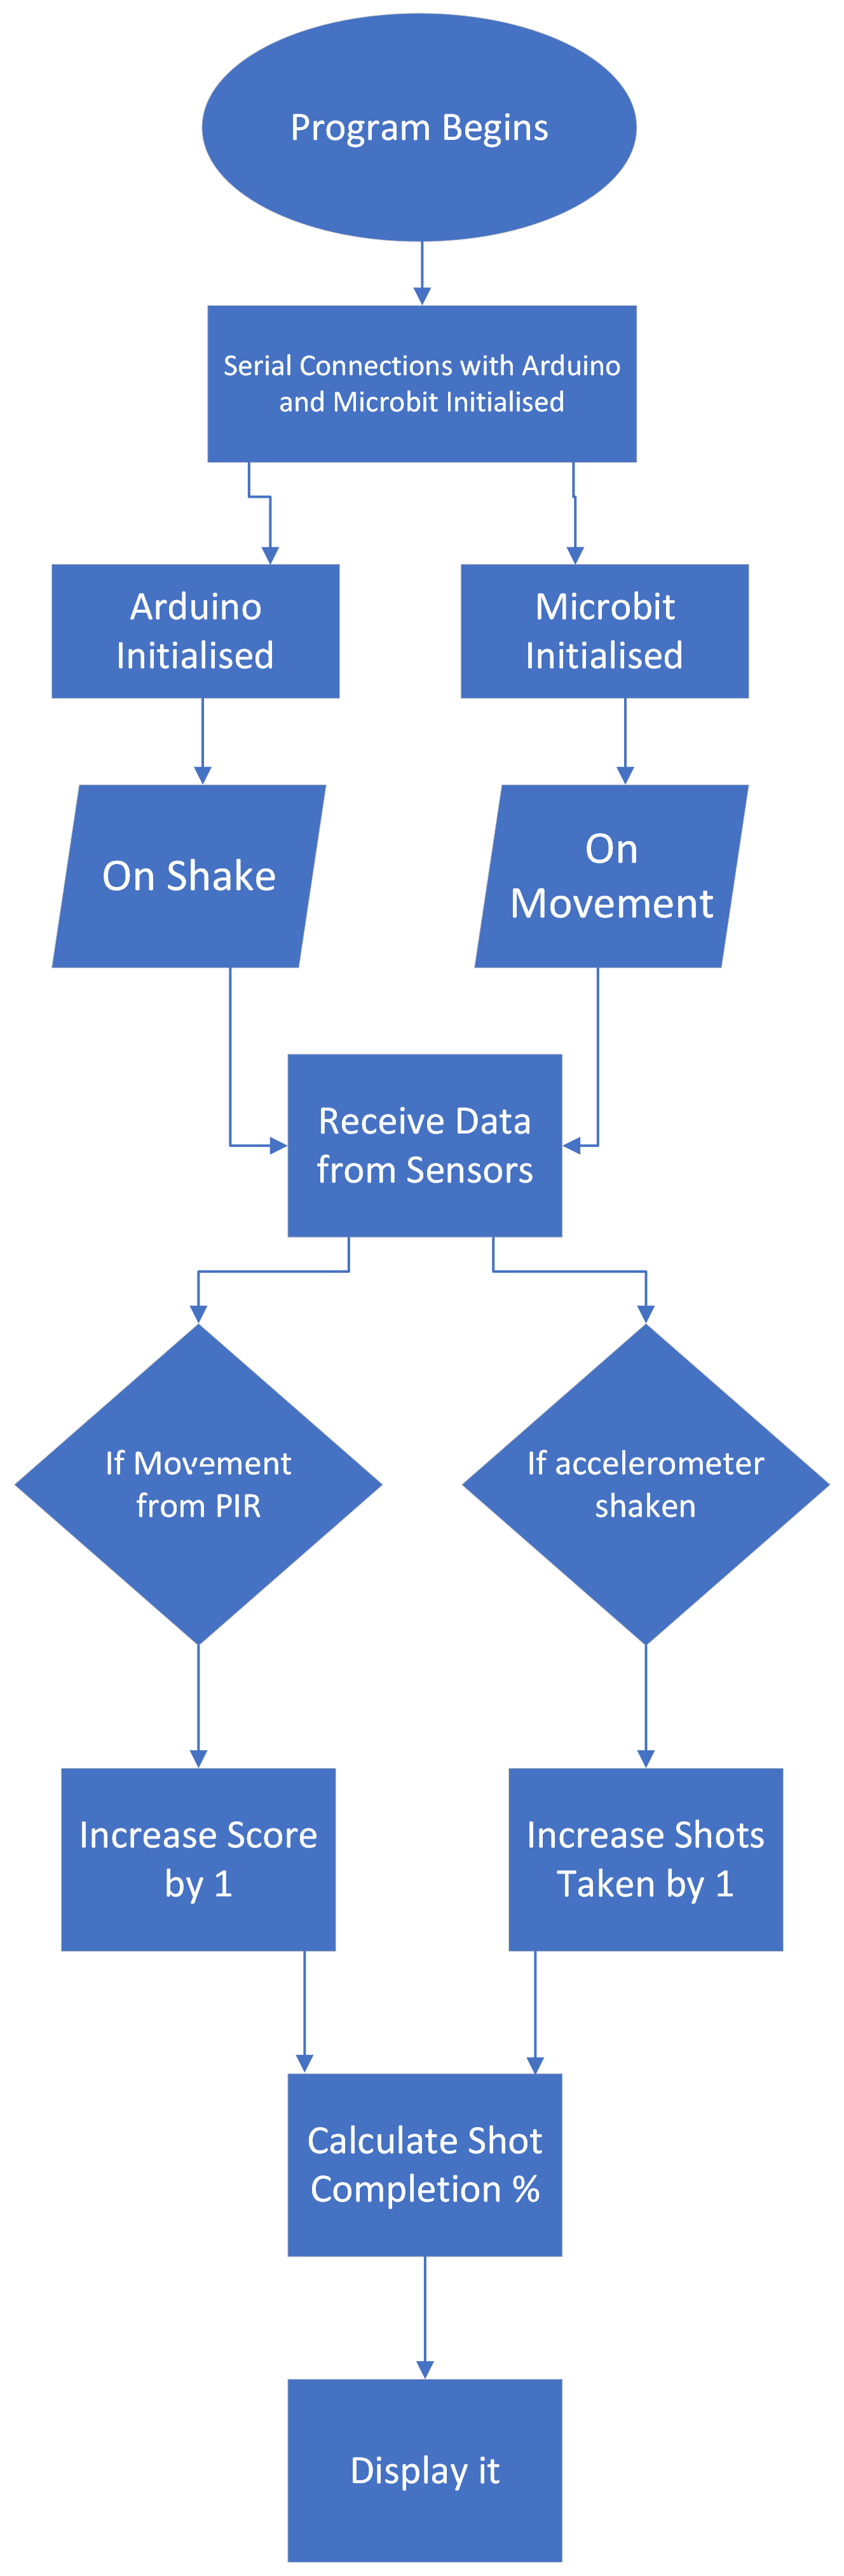 Program Begins
Serial Connections with Arduino
and Microbit Initialised
Arduino
Initialised
Microbit
Initialised
On Shake
On
Movement
Receive Data
from Sensors
If Movement
from PIR
If accelerometer
shaken
Increase Score
by 1
Increase Shots
Taken by 1
Calculate Shot
Completion %
Display it